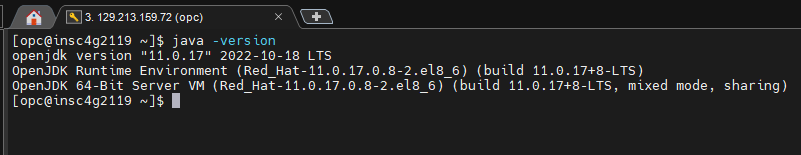 3. 129.213.159.72 (opc)
[opc@insc4g2119 ~]$ java -version
openjdk version "11.0.17" 2022-10-18 LTS
OpenJDK Runtime Environment (Red_Hat-11.0.17.0.8-2.el8_6) (build 11.0.17+8-LTS)
OpenJDK 64-Bit Server VM (Red_Hat-11.0.17.0.8-2.el8_6) (build 11.0.17+8-LTS, mixed mode, sharing)
[opc@insc4g2119 ~]$